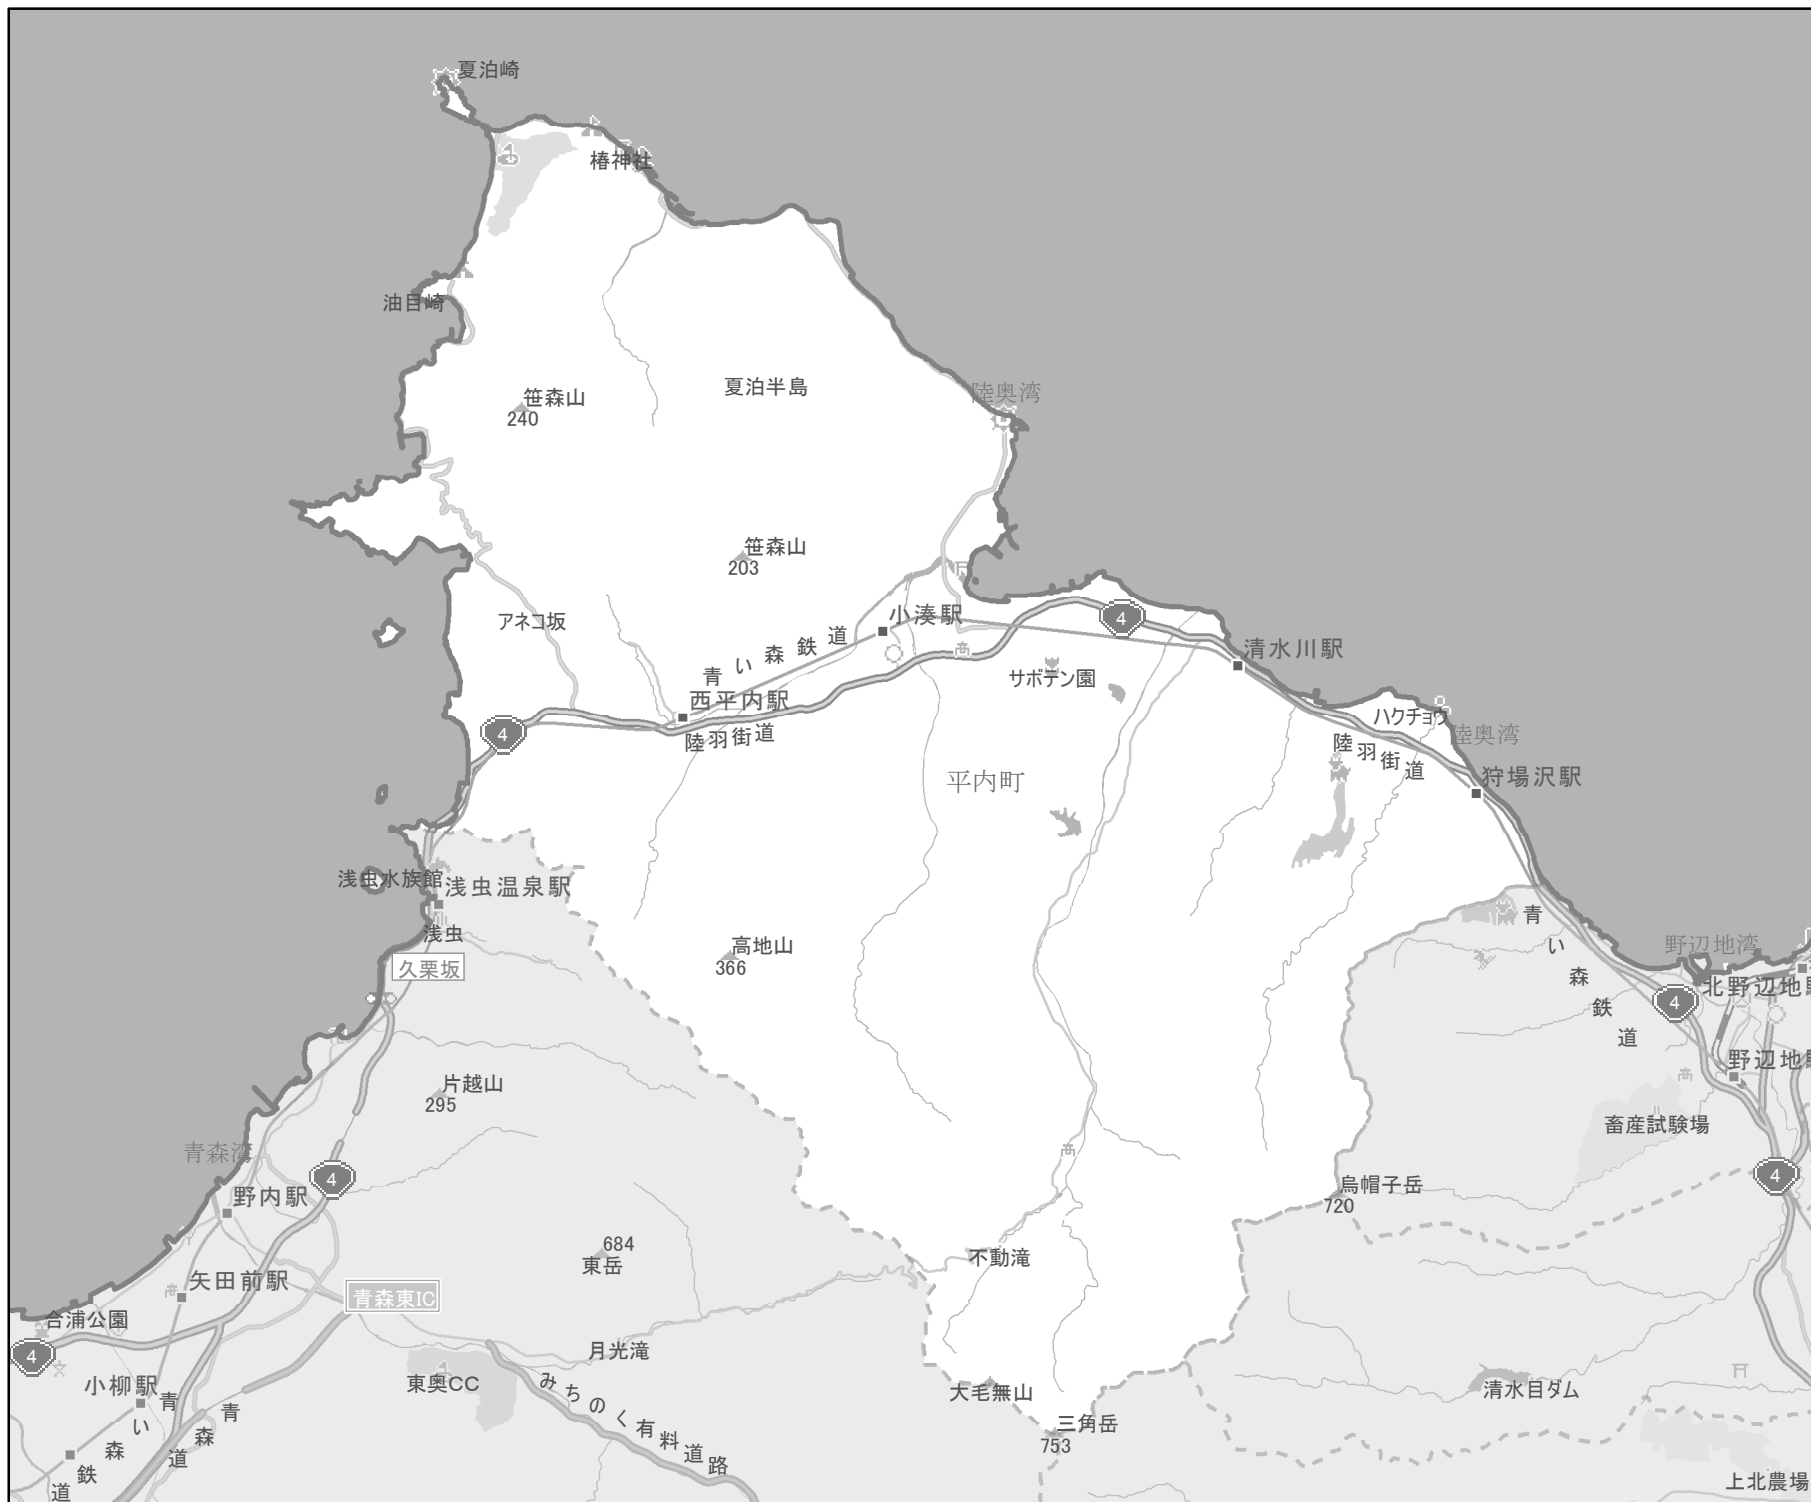 夏泊崎
椿神社
油目崎
夏泊半島
陸奥湾
笹森山
240
笹森山
203
アネコ坂
小湊駅
4
青い森鉄道
清水川駅
サボテン園
西平内駅
4
陸羽街道
ハクチョウ
陸奥湾
陸羽街道
平内町
狩場沢駅
浅虫水族館
浅虫温泉駅
浅虫
高地山
366
久栗坂
青い森鉄道
野辺地湾
北野辺地駅
4
野辺地駅
片越山
295
畜産試験場
青森湾
4
野内駅
4
烏帽子岳
720
684
東岳
不動滝
矢田前駅
青森東IC
合浦公園
4
月光滝
小柳駅
東奥CC
大毛無山
清水目ダム
みちのく有料道路
三角岳
753
青い森鉄道
青森道
上北農場